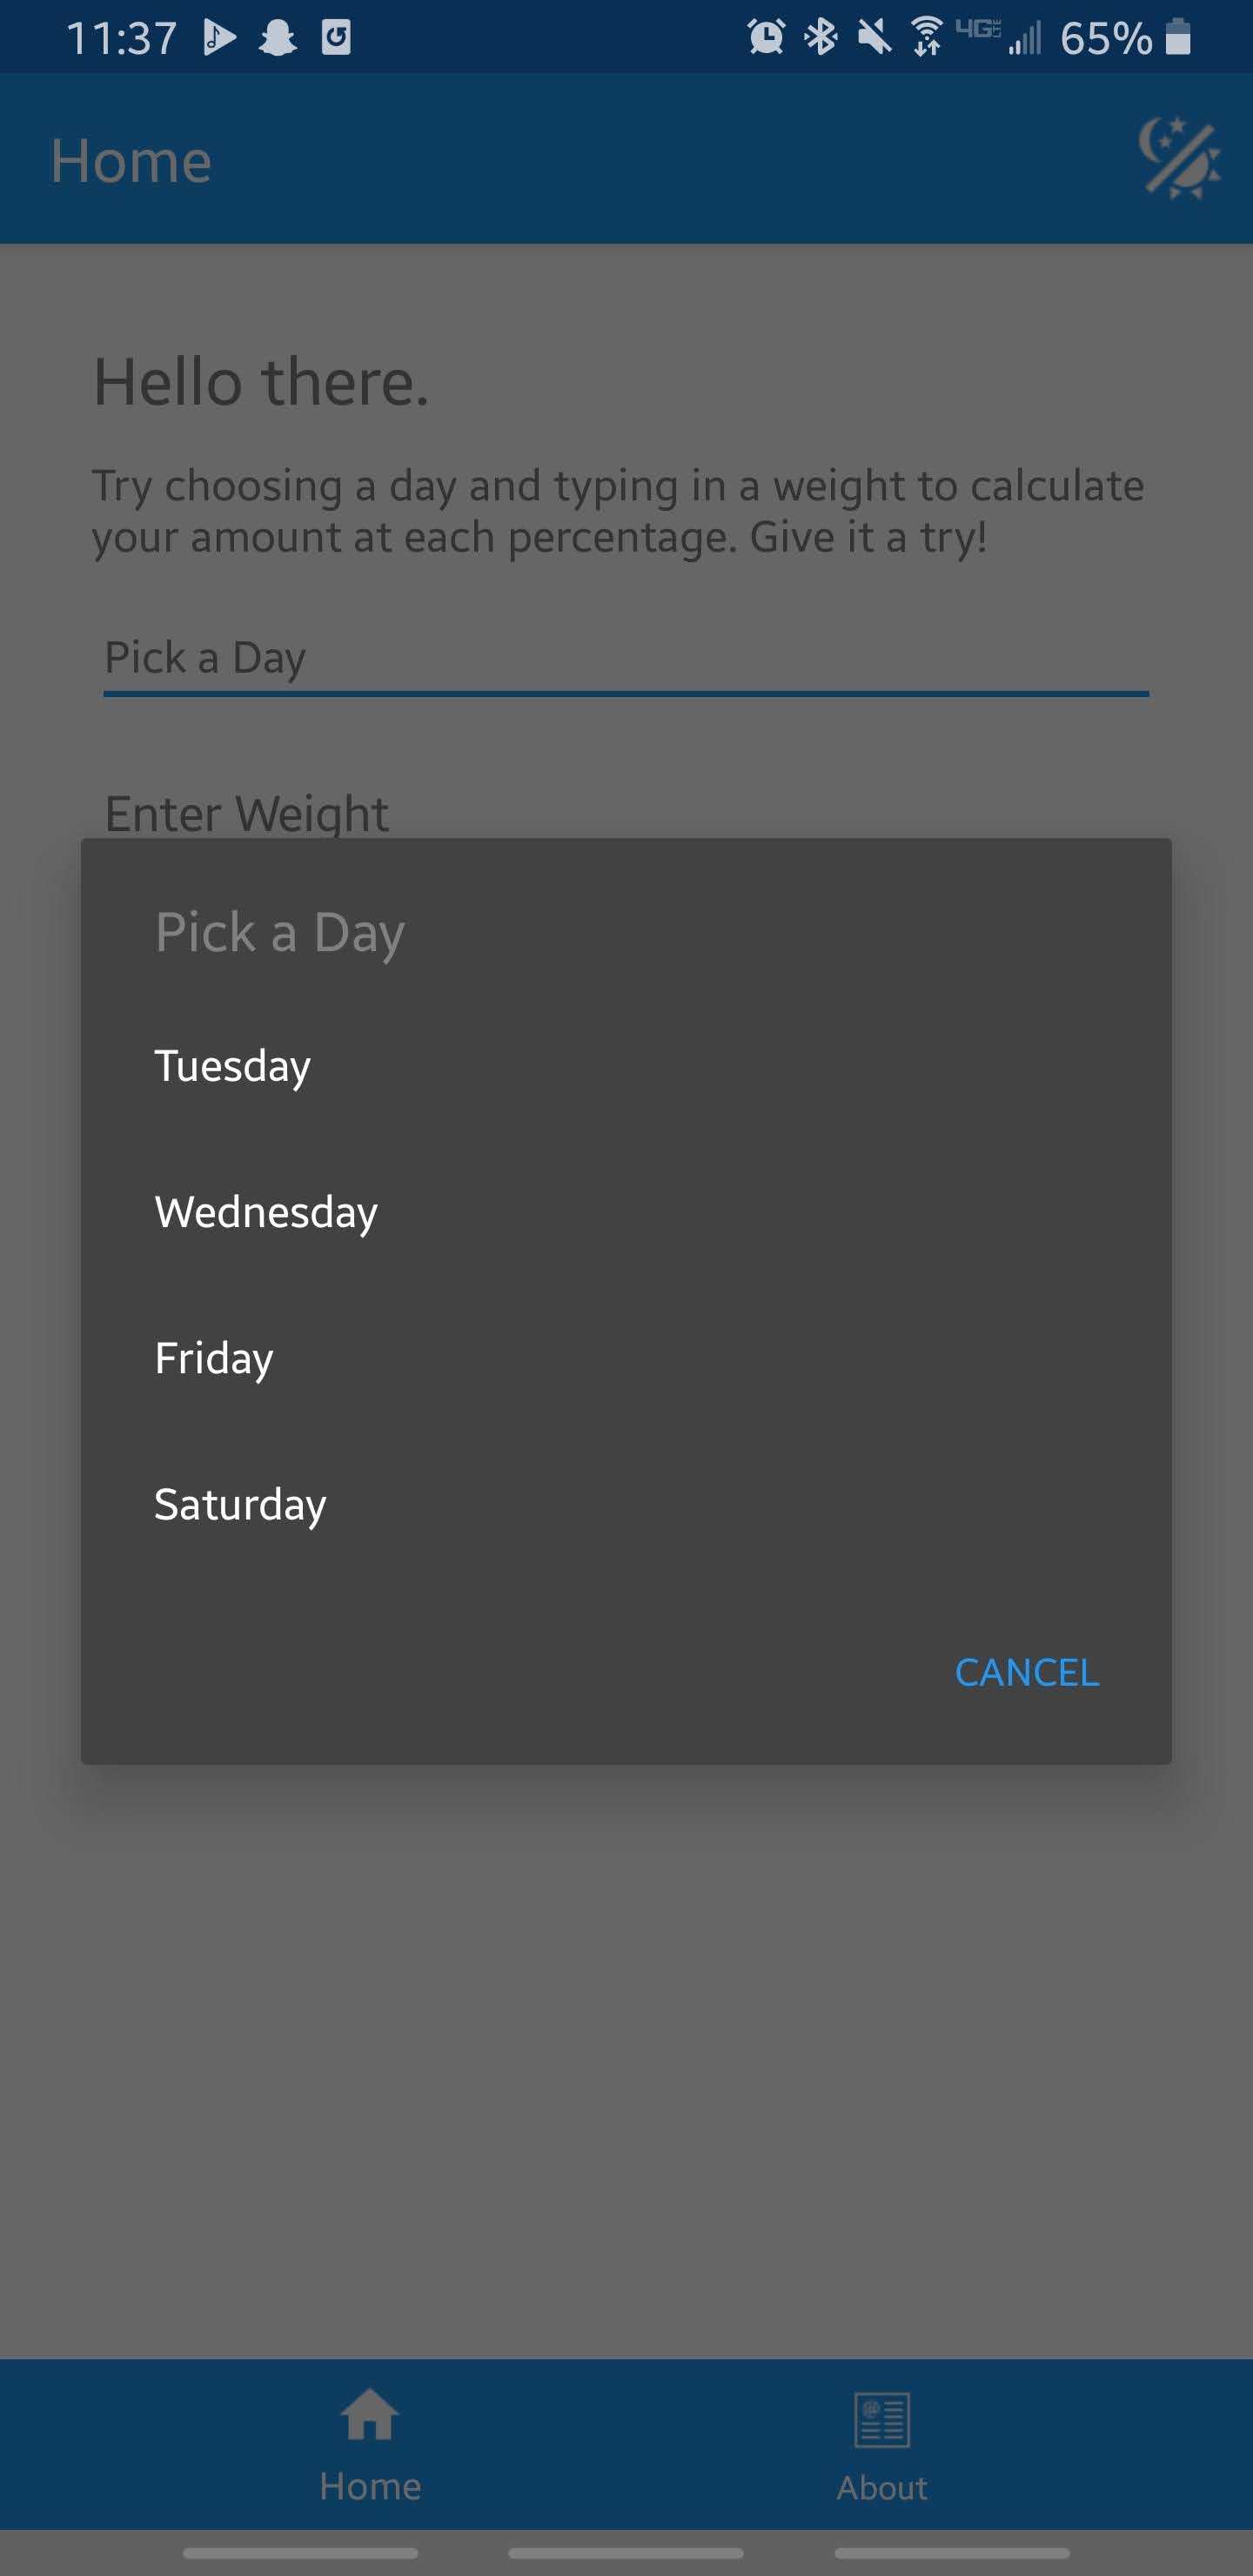 11:37
4GE 65%
Home
Hello there.
Try choosing a day and typing in a weight to calculate
your amount at each percentage. Give it a try!
Pick a Day
Enter Weight
Pick a Day
Tuesday
Wednesday
Friday
Saturday
CANCEL
Home
About